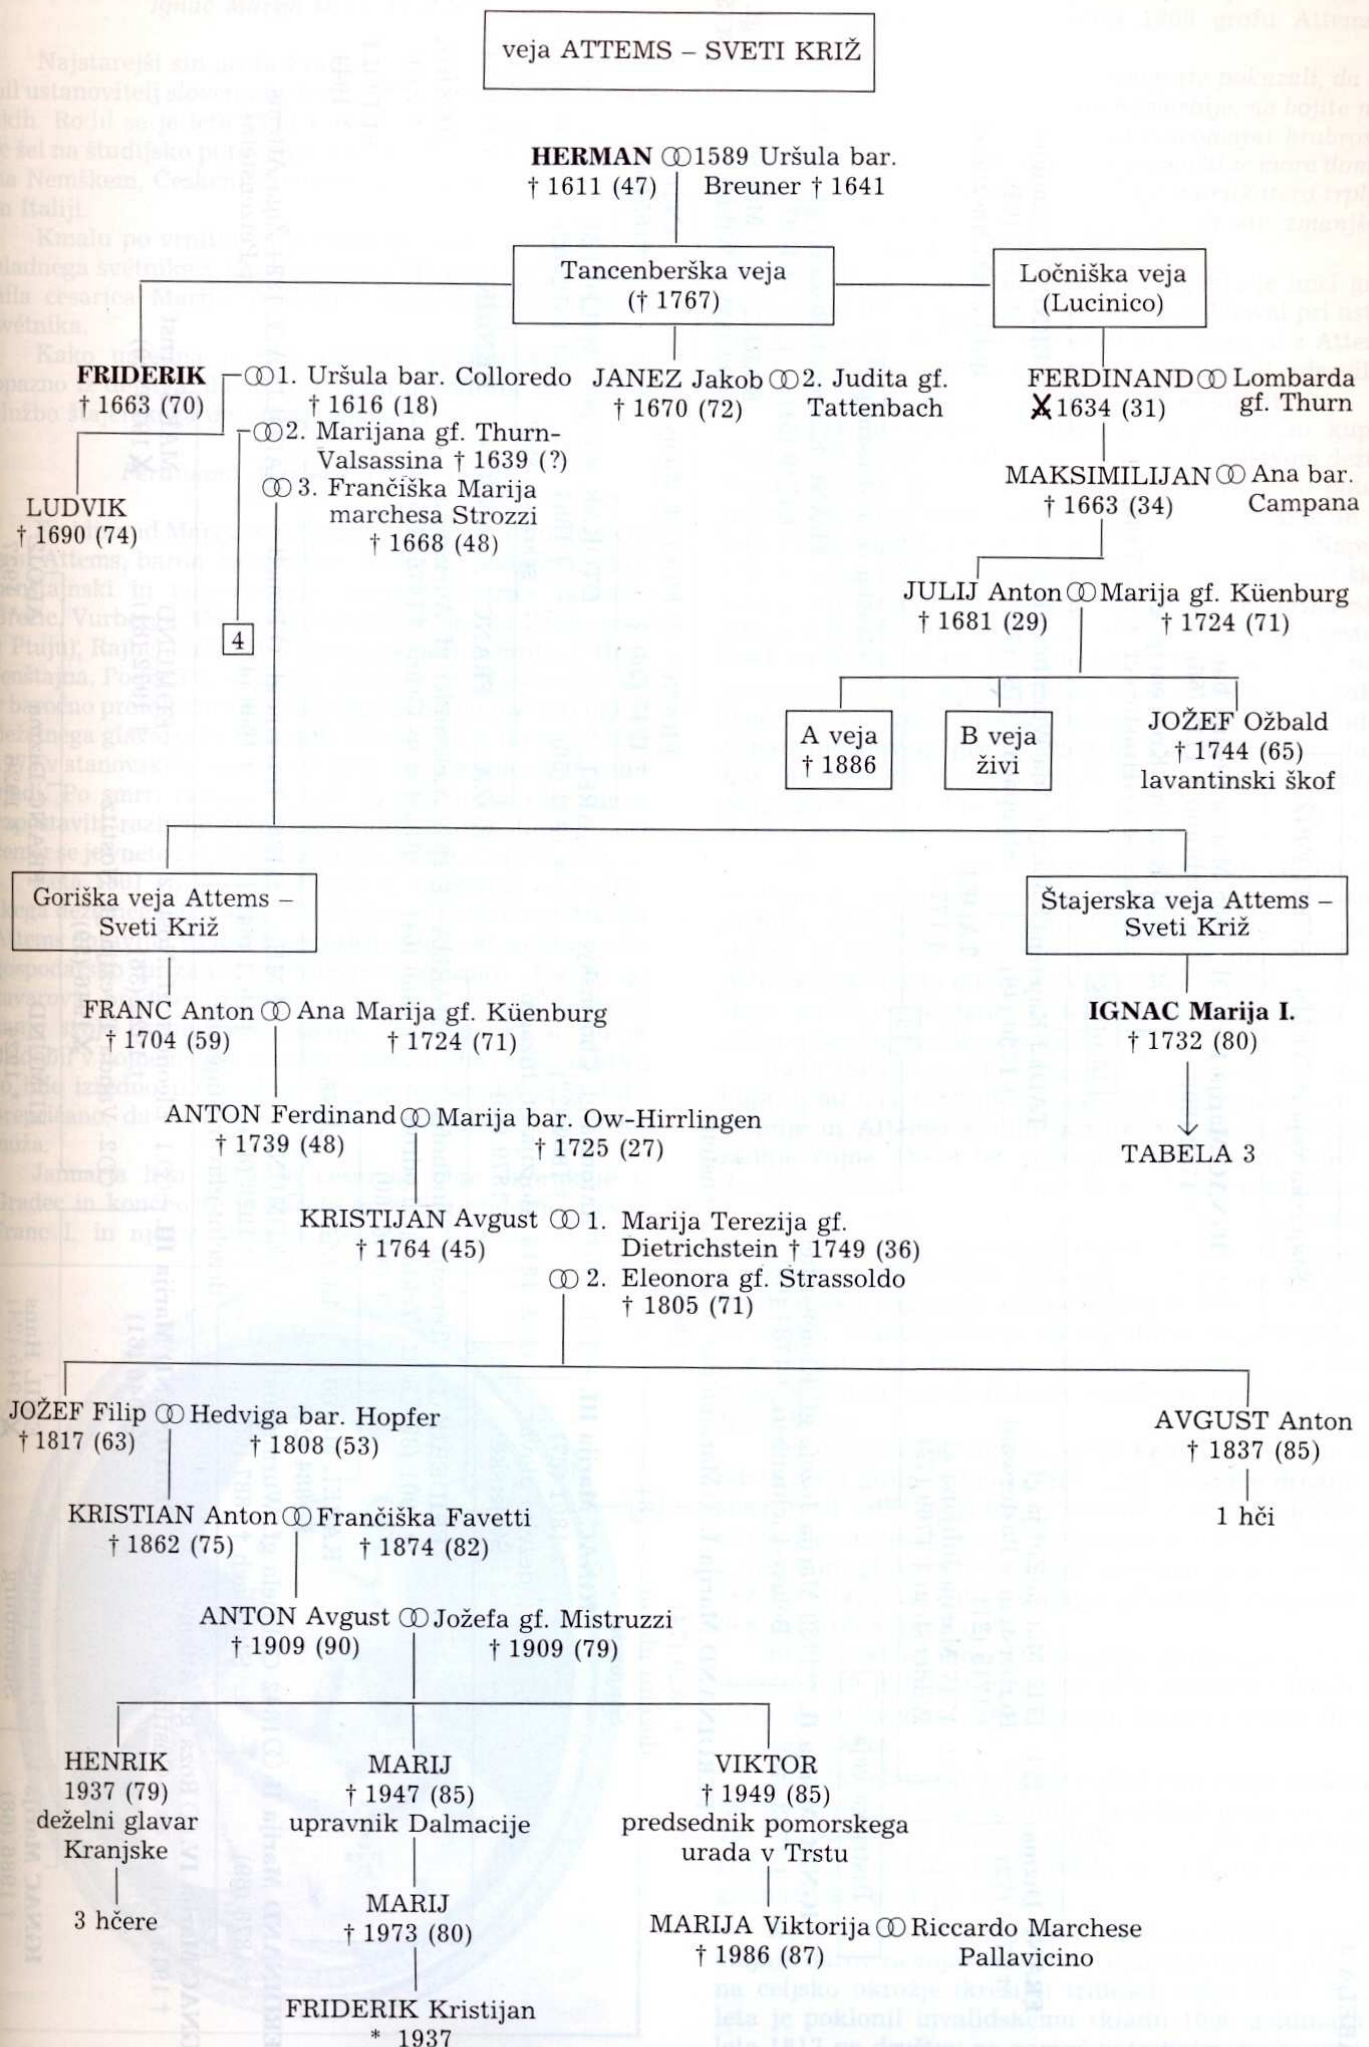 veja ATTEMS – SVETI KRIŽ
HERMAN ⚭ 1589 Uršula bar.
† 1611 (47) Breuner † 1641
Tancenberška veja
(† 1767)
Ločniška veja
(Lucinico)
FRIDERIK
† 1663 (70)
⚭ 1. Uršula bar. Colloredo
† 1616 (18)
⚭ 2. Marijana gf. Thurn-
Valsassina † 1639 (?)
⚭ 3. Frančiška Marija
marchesa Strozzi
† 1668 (48)
JANEZ Jakob ⚭ 2. Judita gf.
† 1670 (72) Tattenbach
FERDINAND ⚭ Lombarda
⚔ 1634 (31) gf. Thurn
LUDVIK
† 1690 (74)
MAKSIMILIJAN ⚭ Ana bar.
† 1663 (34) Campana
4
JULIJ Anton ⚭ Marija gf. Küenburg
† 1681 (29) † 1724 (71)
A veja
† 1886
B veja
živi
JOŽEF Ožbald
† 1744 (65)
lavantinski škof
Goriška veja Attems –
Sveti Križ
Štajerska veja Attems –
Sveti Križ
FRANC Anton ⚭ Ana Marija gf. Küenburg
† 1704 (59) † 1724 (71)
IGNAC Marija I.
† 1732 (80)
TABELA 3
ANTON Ferdinand ⚭ Marija bar. Ow-Hirrlingen
† 1739 (48) † 1725 (27)
KRISTIJAN Avgust ⚭ 1. Marija Terezija gf.
† 1764 (45) Dietrichstein † 1749 (36)
⚭ 2. Eleonora gf. Strassoldo
† 1805 (71)
JOŽEF Filip ⚭ Hedviga bar. Hopfer
† 1817 (63) † 1808 (53)
AVGUST Anton
† 1837 (85)
1 hči
KRISTIAN Anton ⚭ Frančiška Favetti
† 1862 (75) † 1874 (82)
ANTON Avgust ⚭ Jožefa gf. Mistruzzi
† 1909 (90) † 1909 (79)
HENRIK
1937 (79)
deželni glavar
Kranjske
3 hčere
MARIJ
† 1947 (85)
upravnik Dalmacije
MARIJ
† 1973 (80)
FRIDERIK Kristijan
* 1937
VIKTOR
† 1949 (85)
predsednik pomorskega
urada v Trstu
MARIJA Viktorija ⚭ Riccardo Marchese
† 1986 (87) Pallavicino